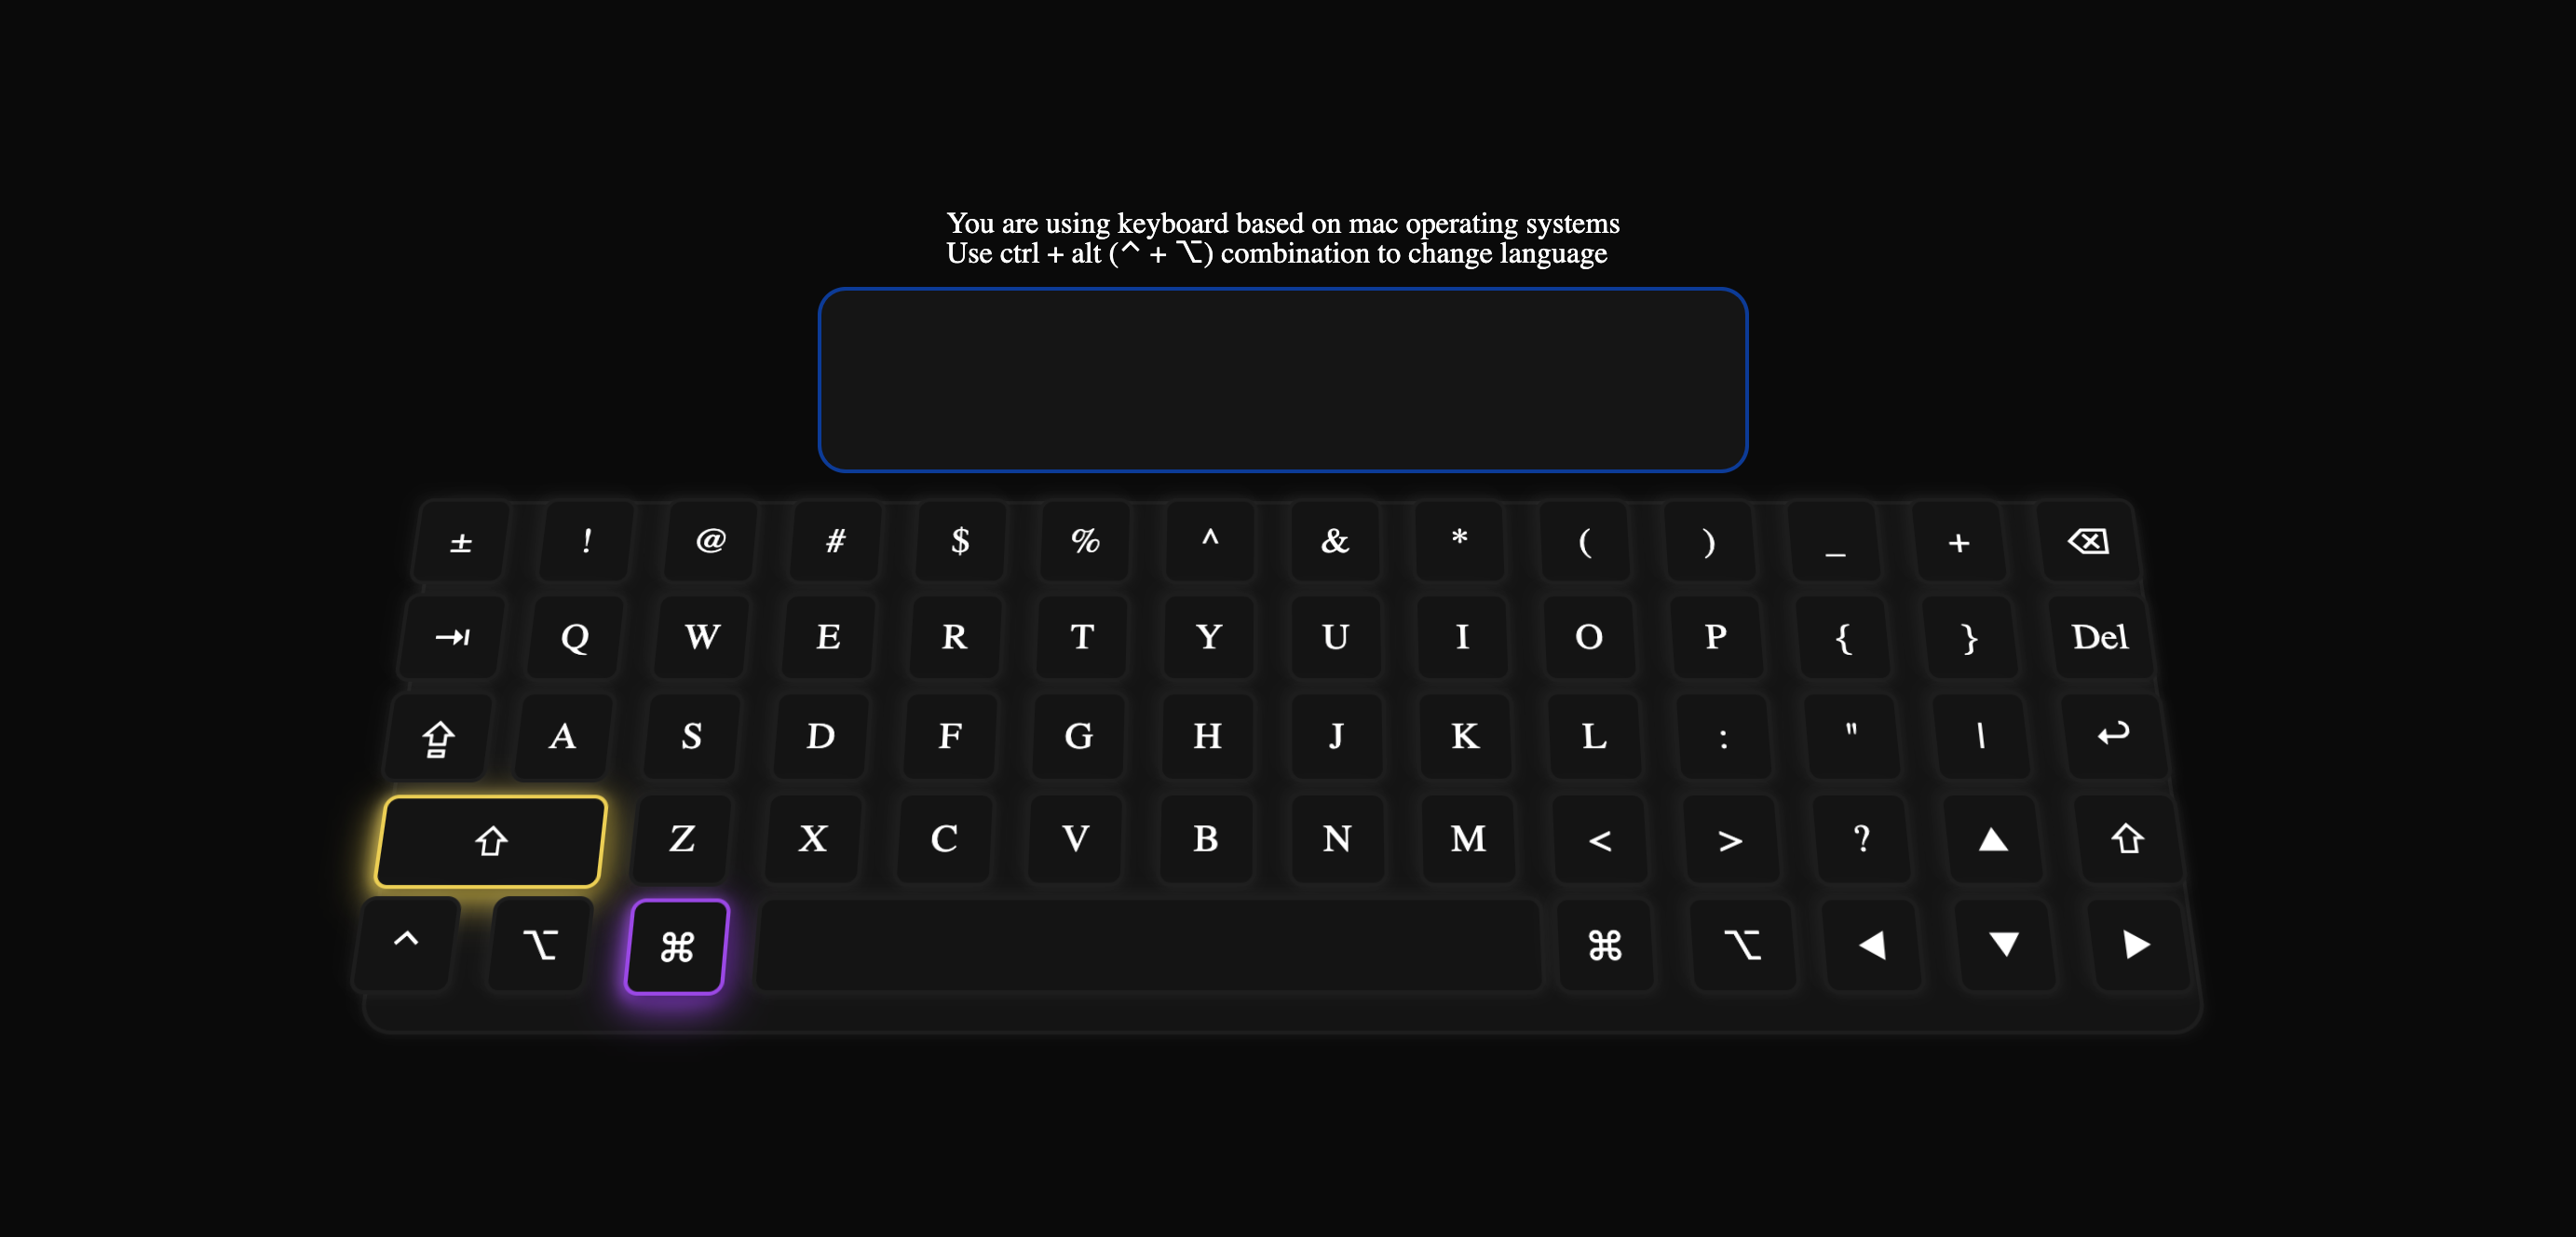 You are using keyboard based on mac operating systems
Use ctrl + alt (⌃ + ⌥) combination to change language
± ! @ # $ % ^ & * ( ) _ + ⌫
⇥ Q W E R T Y U I O P { } Del
⇪ A S D F G H J K L : " | ↩
⇧ Z X C V B N M < > ? ▲ ⇧
⌃ ⌥ ⌘ ⌘ ⌥ ◀ ▼ ▶